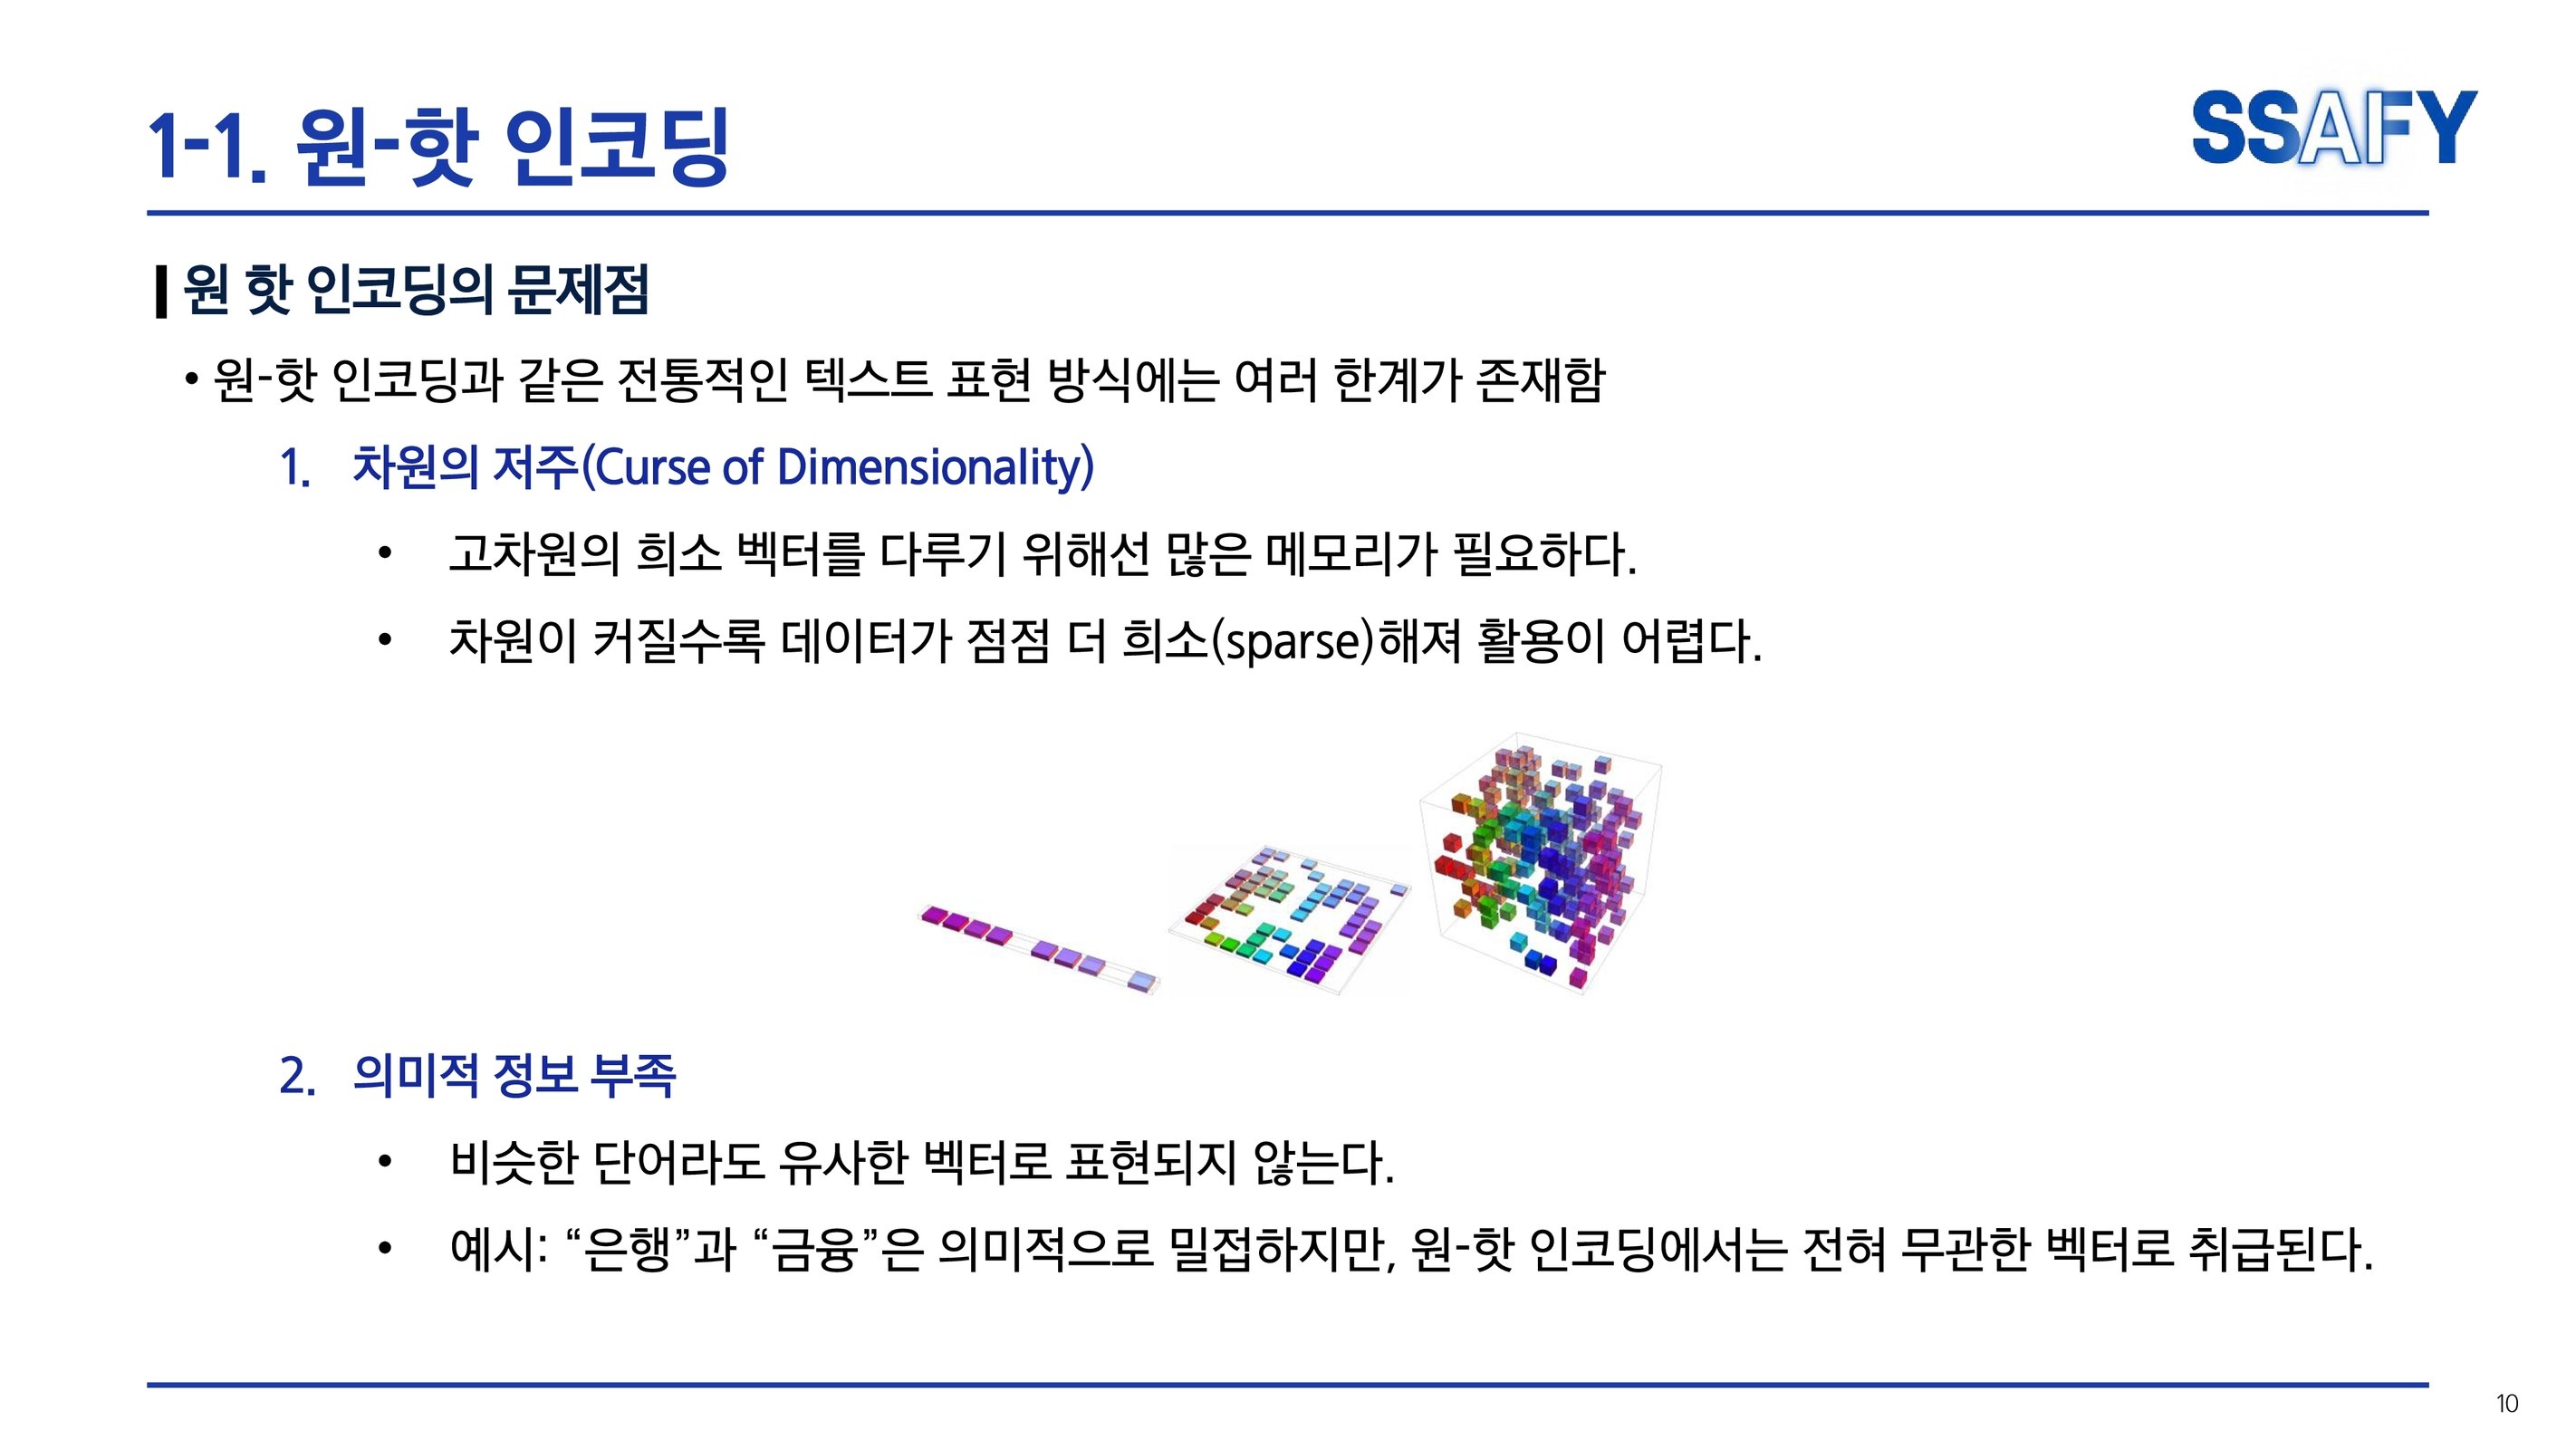 1-1. 원-핫 인코딩
SSAFY
원 핫 인코딩의 문제점
• 원-핫 인코딩과 같은 전통적인 텍스트 표현 방식에는 여러 한계가 존재함
1. 차원의 저주(Curse of Dimensionality)
• 고차원의 희소 벡터를 다루기 위해선 많은 메모리가 필요하다.
• 차원이 커질수록 데이터가 점점 더 희소(sparse)해져 활용이 어렵다.
2. 의미적 정보 부족
• 비슷한 단어라도 유사한 벡터로 표현되지 않는다.
• 예시: “은행”과 “금융”은 의미적으로 밀접하지만, 원-핫 인코딩에서는 전혀 무관한 벡터로 취급된다.
10